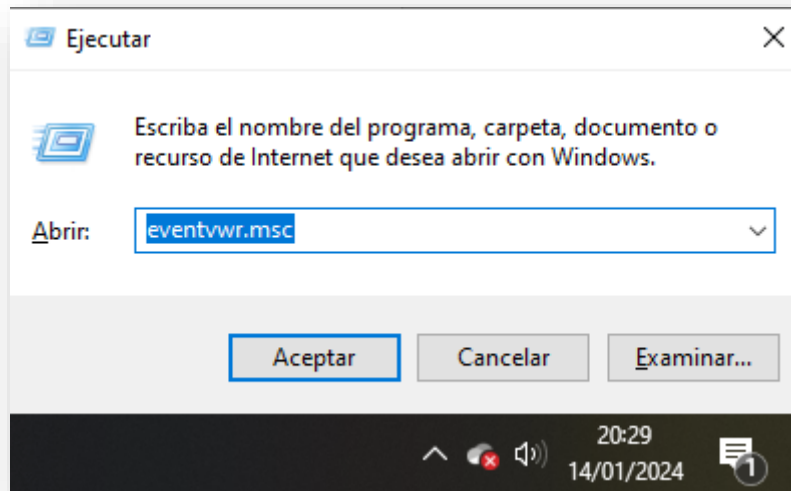 Ejecutar
Escriba el nombre del programa, carpeta, documento o
recurso de Internet que desea abrir con Windows.
Abrir:
eventvwr.msc
Aceptar
Cancelar
Examinar...
20:29
14/01/2024
1